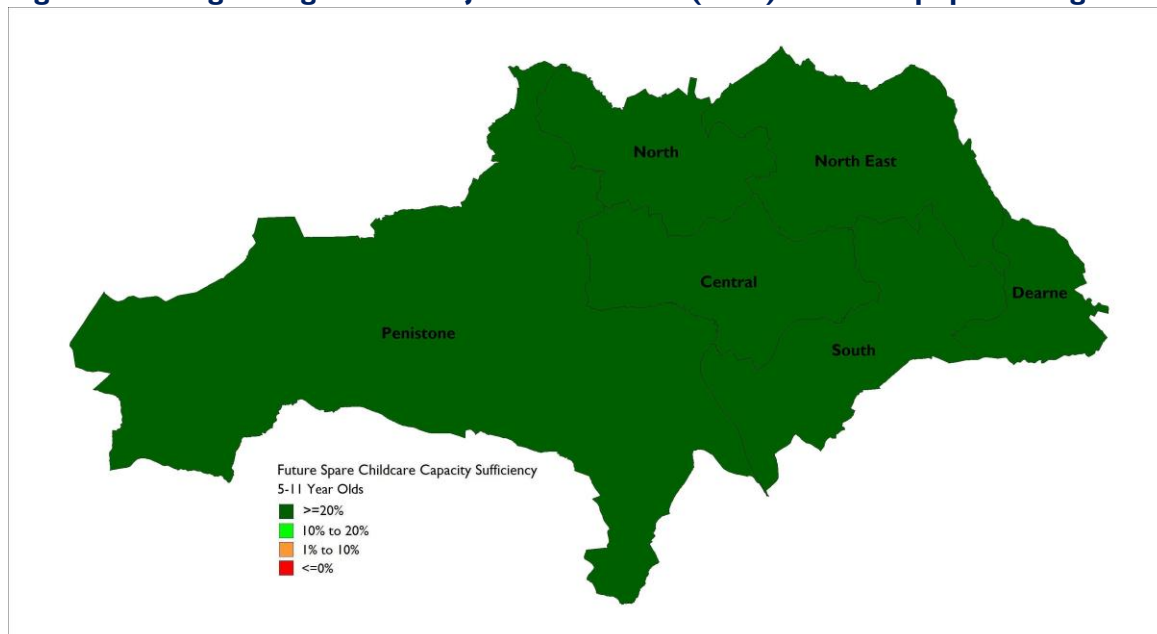 North
North East
Central
Dearne
Penistone
South
Future Spare Childcare Capacity Sufficiency
5-11 Year Olds
>=20%
10% to 20%
1% to 10%
<=0%